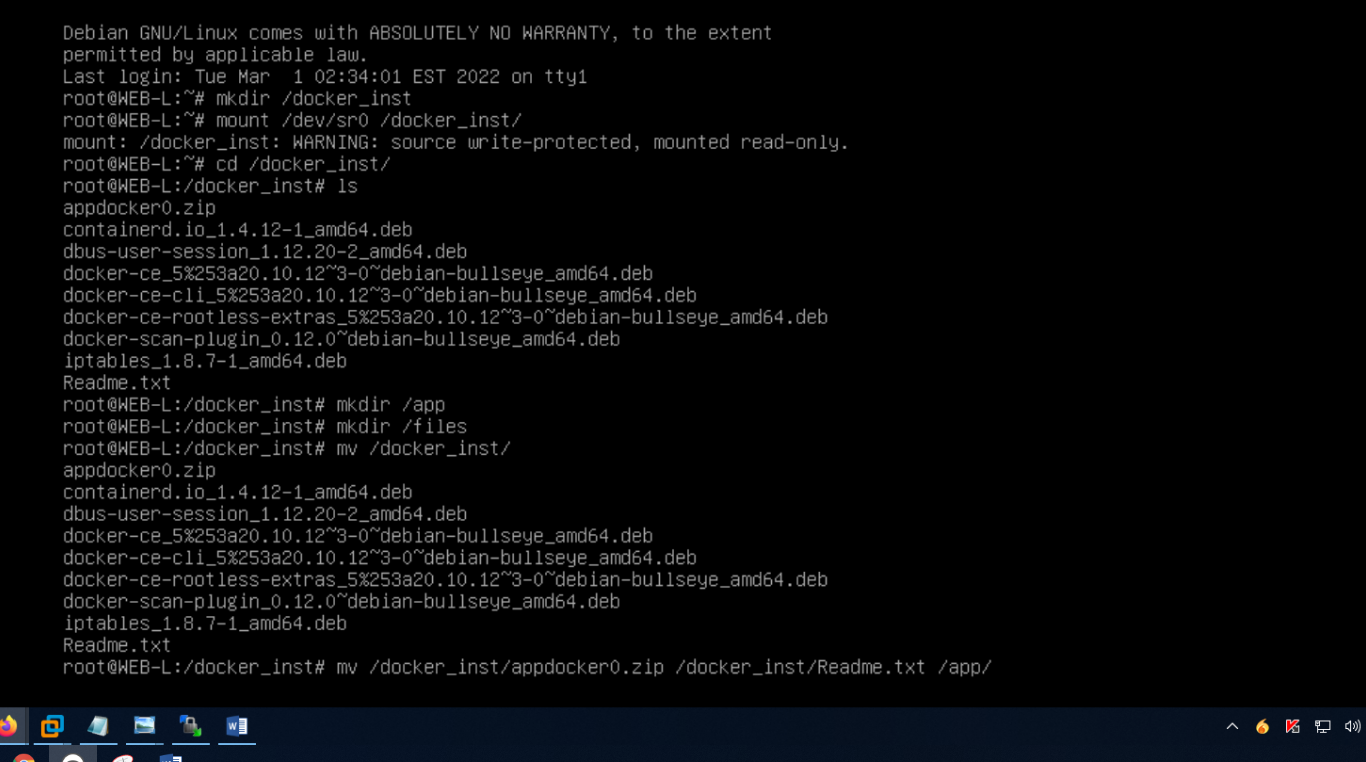 Debian GNU/Linux comes with ABSOLUTELY NO WARRANTY, to the extent
permitted by applicable law.
Last login: Tue Mar  1 02:34:01 EST 2022 on tty1
root@WEB-L:~# mkdir /docker_inst
root@WEB-L:~# mount /dev/sr0 /docker_inst/
mount: /docker_inst: WARNING: source write-protected, mounted read-only.
root@WEB-L:~# cd /docker_inst/
root@WEB-L:/docker_inst# ls
appdocker0.zip
containerd.io_1.4.12-1_amd64.deb
dbus-user-session_1.12.20-2_amd64.deb
docker-ce_5%253a20.10.12~3-0~debian-bullseye_amd64.deb
docker-ce-cli_5%253a20.10.12~3-0~debian-bullseye_amd64.deb
docker-ce-rootless-extras_5%253a20.10.12~3-0~debian-bullseye_amd64.deb
docker-scan-plugin_0.12.0~debian-bullseye_amd64.deb
iptables_1.8.7-1_amd64.deb
Readme.txt
root@WEB-L:/docker_inst# mkdir /app
root@WEB-L:/docker_inst# mkdir /files
root@WEB-L:/docker_inst# mv /docker_inst/
appdocker0.zip
containerd.io_1.4.12-1_amd64.deb
dbus-user-session_1.12.20-2_amd64.deb
docker-ce_5%253a20.10.12~3-0~debian-bullseye_amd64.deb
docker-ce-cli_5%253a20.10.12~3-0~debian-bullseye_amd64.deb
docker-ce-rootless-extras_5%253a20.10.12~3-0~debian-bullseye_amd64.deb
docker-scan-plugin_0.12.0~debian-bullseye_amd64.deb
iptables_1.8.7-1_amd64.deb
Readme.txt
root@WEB-L:/docker_inst# mv /docker_inst/appdocker0.zip /docker_inst/Readme.txt /app/